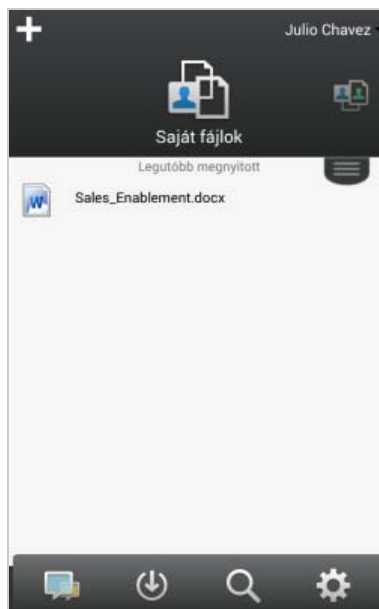 Julio Chavez
Saját fájlok
Legutóbb megnyitott
Sales_Enablement.docx